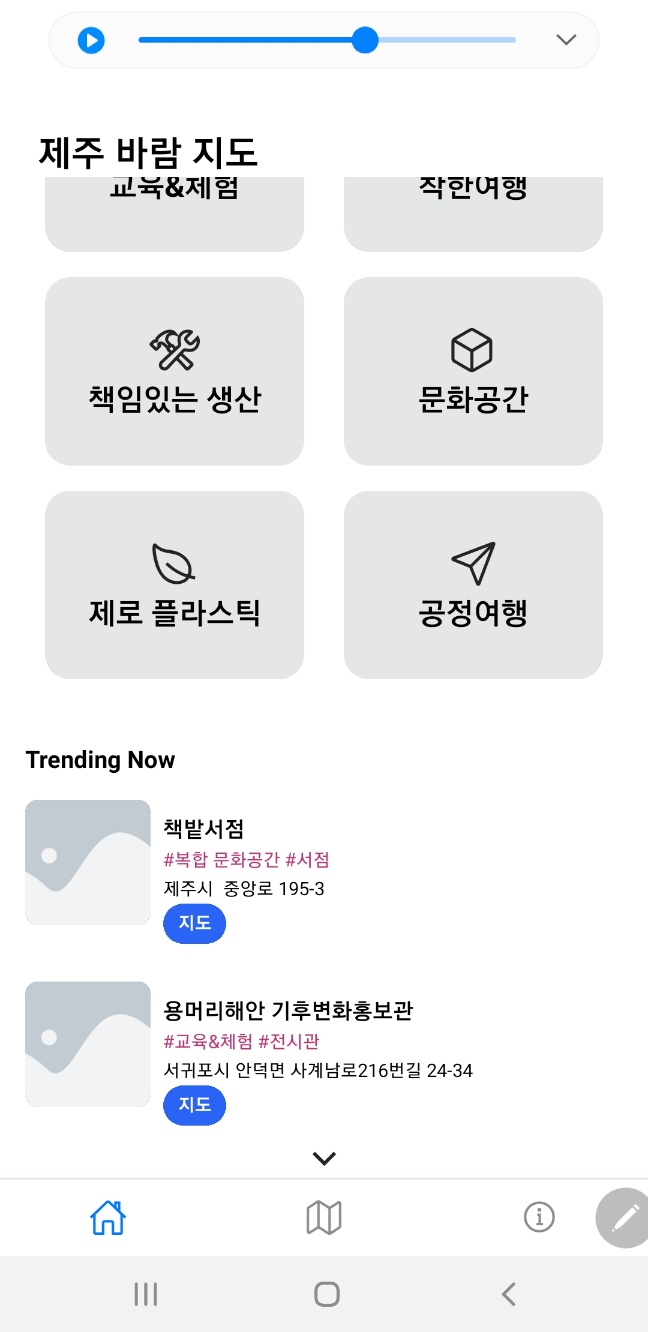 제주 바람 지도
교육&체험
착한여행
책임있는 생산
문화공간
제로 플라스틱
공정여행
Trending Now
책밭서점
#복합 문화공간 #서점
제주시 중앙로 195-3
지도
용머리해안 기후변화홍보관
#교육&체험 #전시관
서귀포시 안덕면 사계남로216번길 24-34
지도